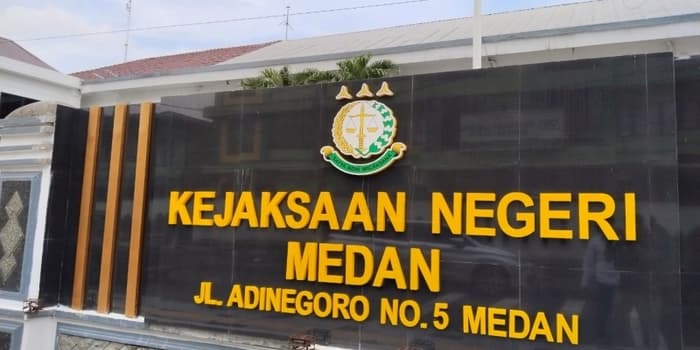 KEJAKSAAN NEGERI
MEDAN
JL. ADINEGORO NO. 5 MEDAN